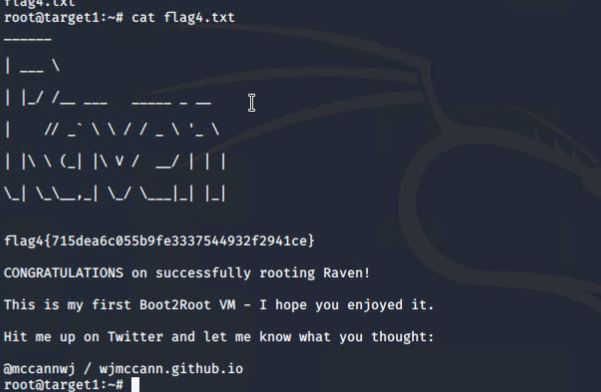 flag4.txt
root@target1:~# cat flag4.txt
______
| ___ \
| |_/ /__ ___   _____ _ __
|    // _` \ \ / / _ \ '_ \
| |\ \ (_| |\ V /  __/ | | |
\_| \_\__,_| \_/ \___|_| |_|
flag4{715dea6c055b9fe3337544932f2941ce}
CONGRATULATIONS on successfully rooting Raven!
This is my first Boot2Root VM - I hope you enjoyed it.
Hit me up on Twitter and let me know what you thought:
@mccannwj / wjmccann.github.io
root@target1:~#